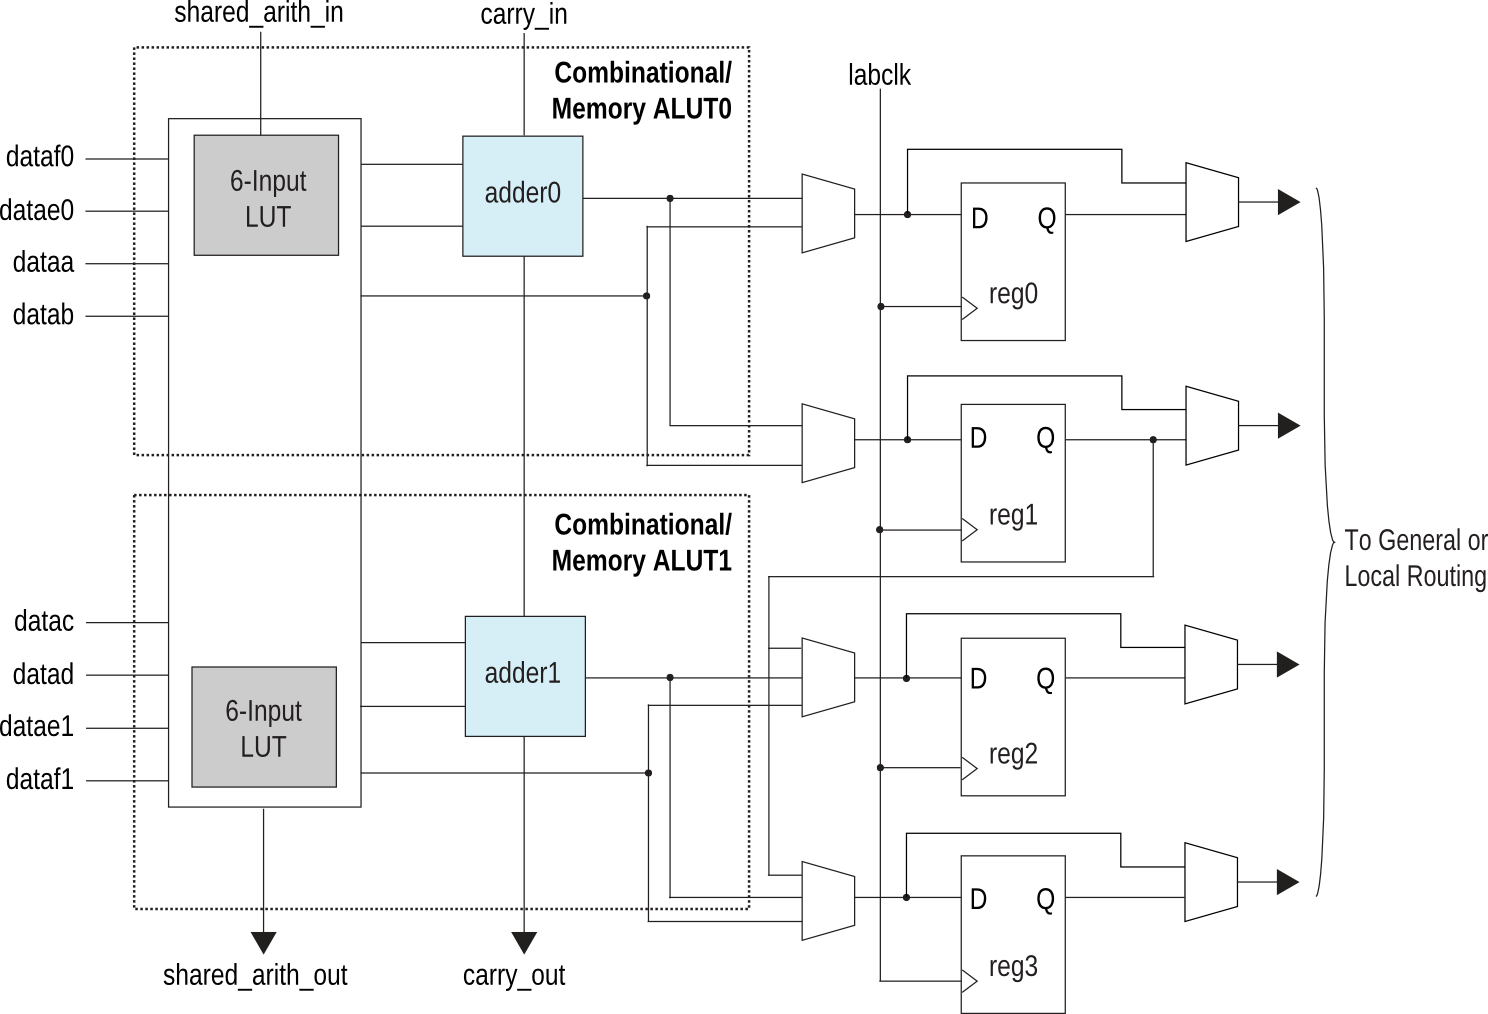 shared_arith_in
carry_in
Combinational/
Memory ALUT0
labclk
dataf0
datae0
dataa
datab
6-Input
LUT
adder0
D Q
reg0
D Q
reg1
Combinational/
Memory ALUT1
To General or
Local Routing
datac
datad
datae1
dataf1
6-Input
LUT
adder1
D Q
reg2
D Q
reg3
shared_arith_out
carry_out